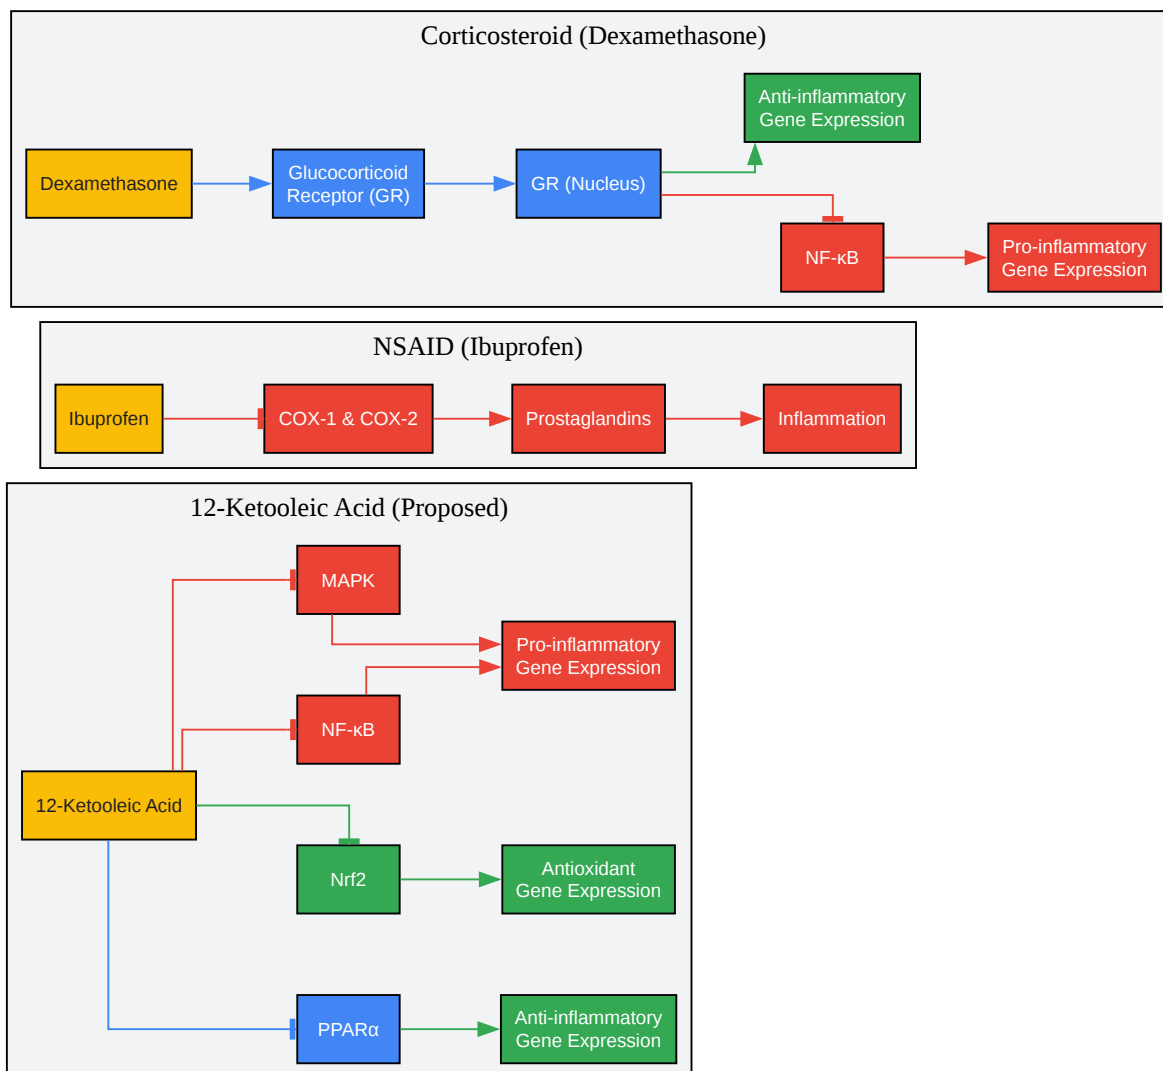 Corticosteroid (Dexamethasone)
Dexamethasone
Glucocorticoid
Receptor (GR)
GR (Nucleus)
Anti-inflammatory
Gene Expression
NF-κB
Pro-inflammatory
Gene Expression
NSAID (Ibuprofen)
Ibuprofen
COX-1 & COX-2
Prostaglandins
Inflammation
12-Ketooleic Acid (Proposed)
MAPK
Pro-inflammatory
Gene Expression
NF-κB
12-Ketooleic Acid
Nrf2
Antioxidant
Gene Expression
PPARα
Anti-inflammatory
Gene Expression